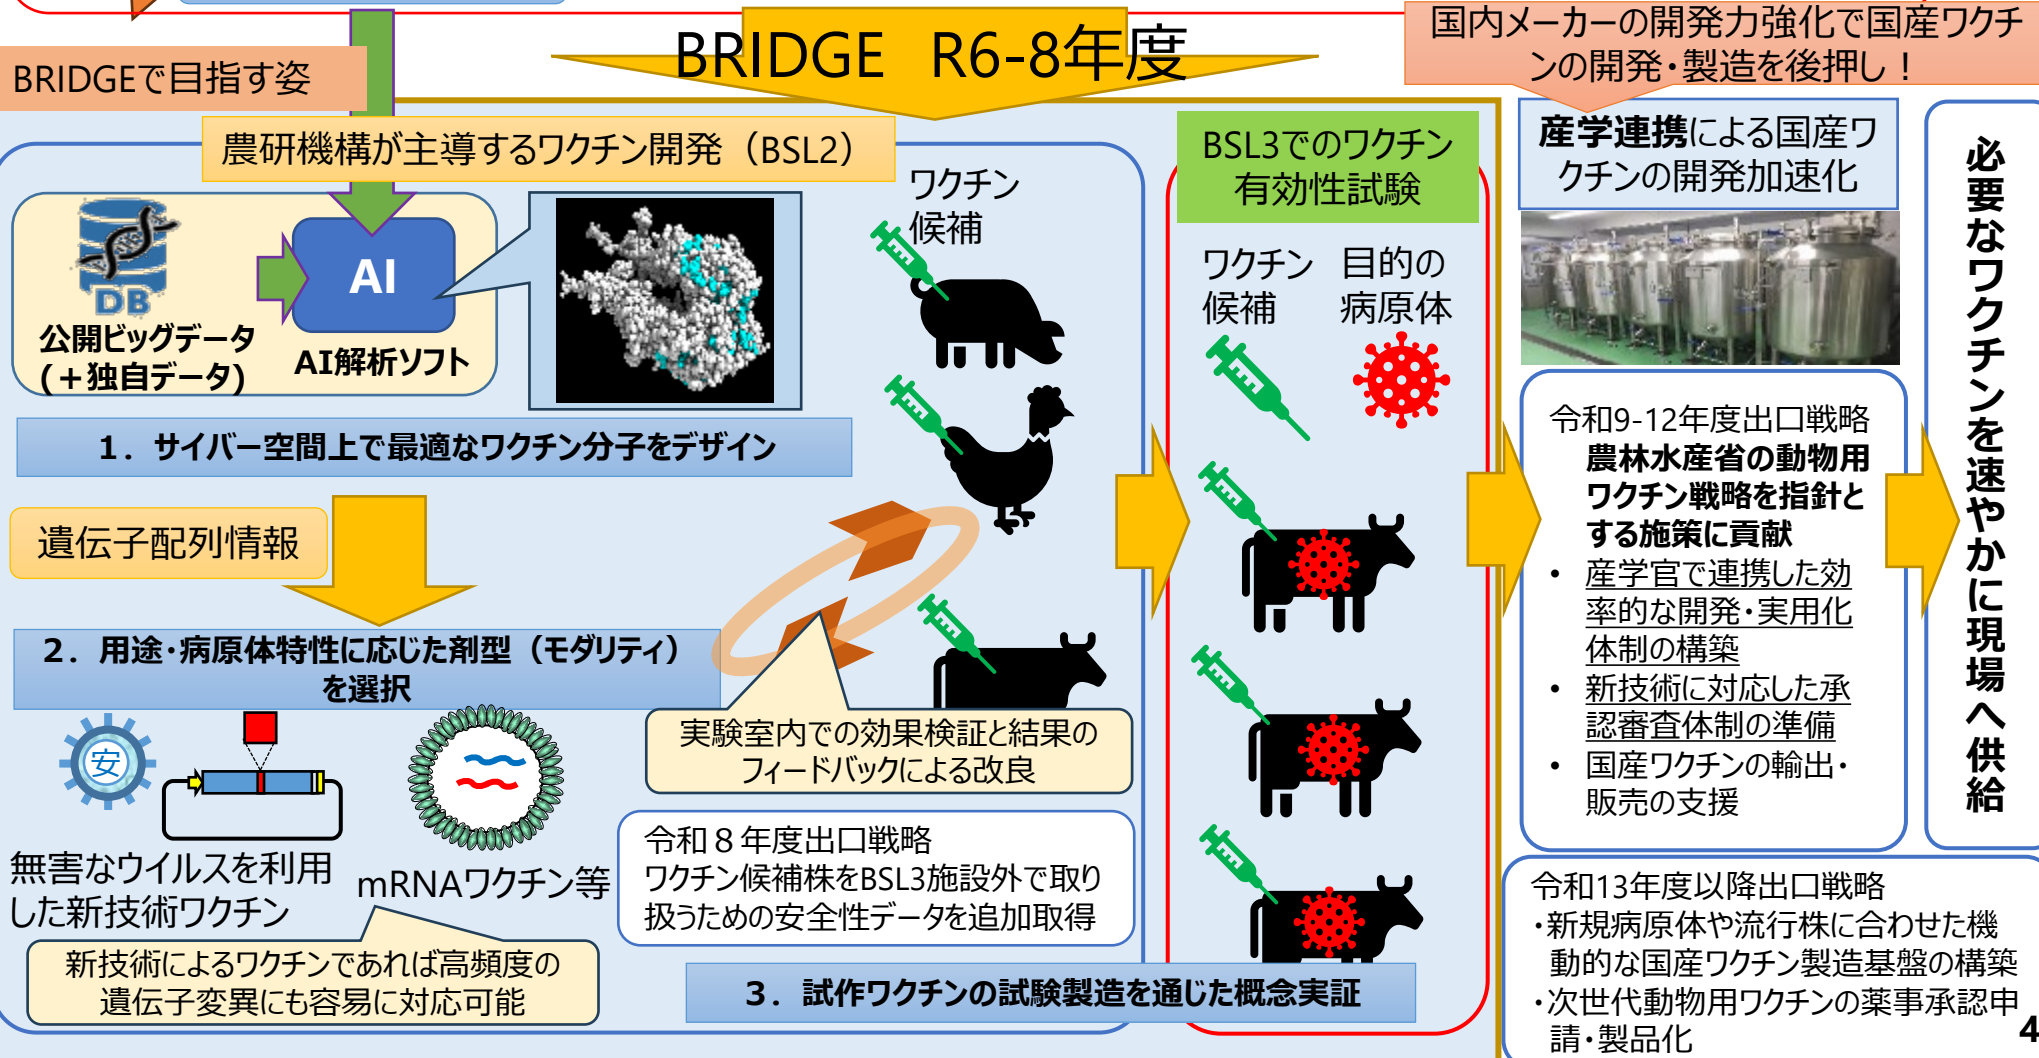 BRIDGE　R6-8年度
国内メーカーの開発力強化で国産ワクチ
ンの開発・製造を後押し！
BRIDGEで目指す姿
農研機構が主導するワクチン開発（BSL2）
DB
公開ビッグデータ
(＋独自データ)
AI
AI解析ソフト
ワクチン
候補
1．サイバー空間上で最適なワクチン分子をデザイン
遺伝子配列情報
2．用途・病原体特性に応じた剤型（モダリティ）
を選択
安
無害なウイルスを利用
した新技術ワクチン
mRNAワクチン等
新技術によるワクチンであれば高頻度の
遺伝子変異にも容易に対応可能
実験室内での効果検証と結果の
フィードバックによる改良
令和８年度出口戦略
ワクチン候補株をBSL3施設外で取り
扱うための安全性データを追加取得
3．試作ワクチンの試験製造を通じた概念実証
BSL3でのワクチン
有効性試験
ワクチン
候補
目的の
病原体
産学連携による国産ワ
クチンの開発加速化
令和9-12年度出口戦略
農林水産省の動物用
ワクチン戦略を指針と
する施策に貢献
• 産学官で連携した効
率的な開発・実用化
体制の構築
• 新技術に対応した承
認審査体制の準備
• 国産ワクチンの輸出・
販売の支援
必要なワクチンを速やかに現場へ供給
令和13年度以降出口戦略
・新規病原体や流行株に合わせた機
動的な国産ワクチン製造基盤の構築
・次世代動物用ワクチンの薬事承認申
請・製品化
4